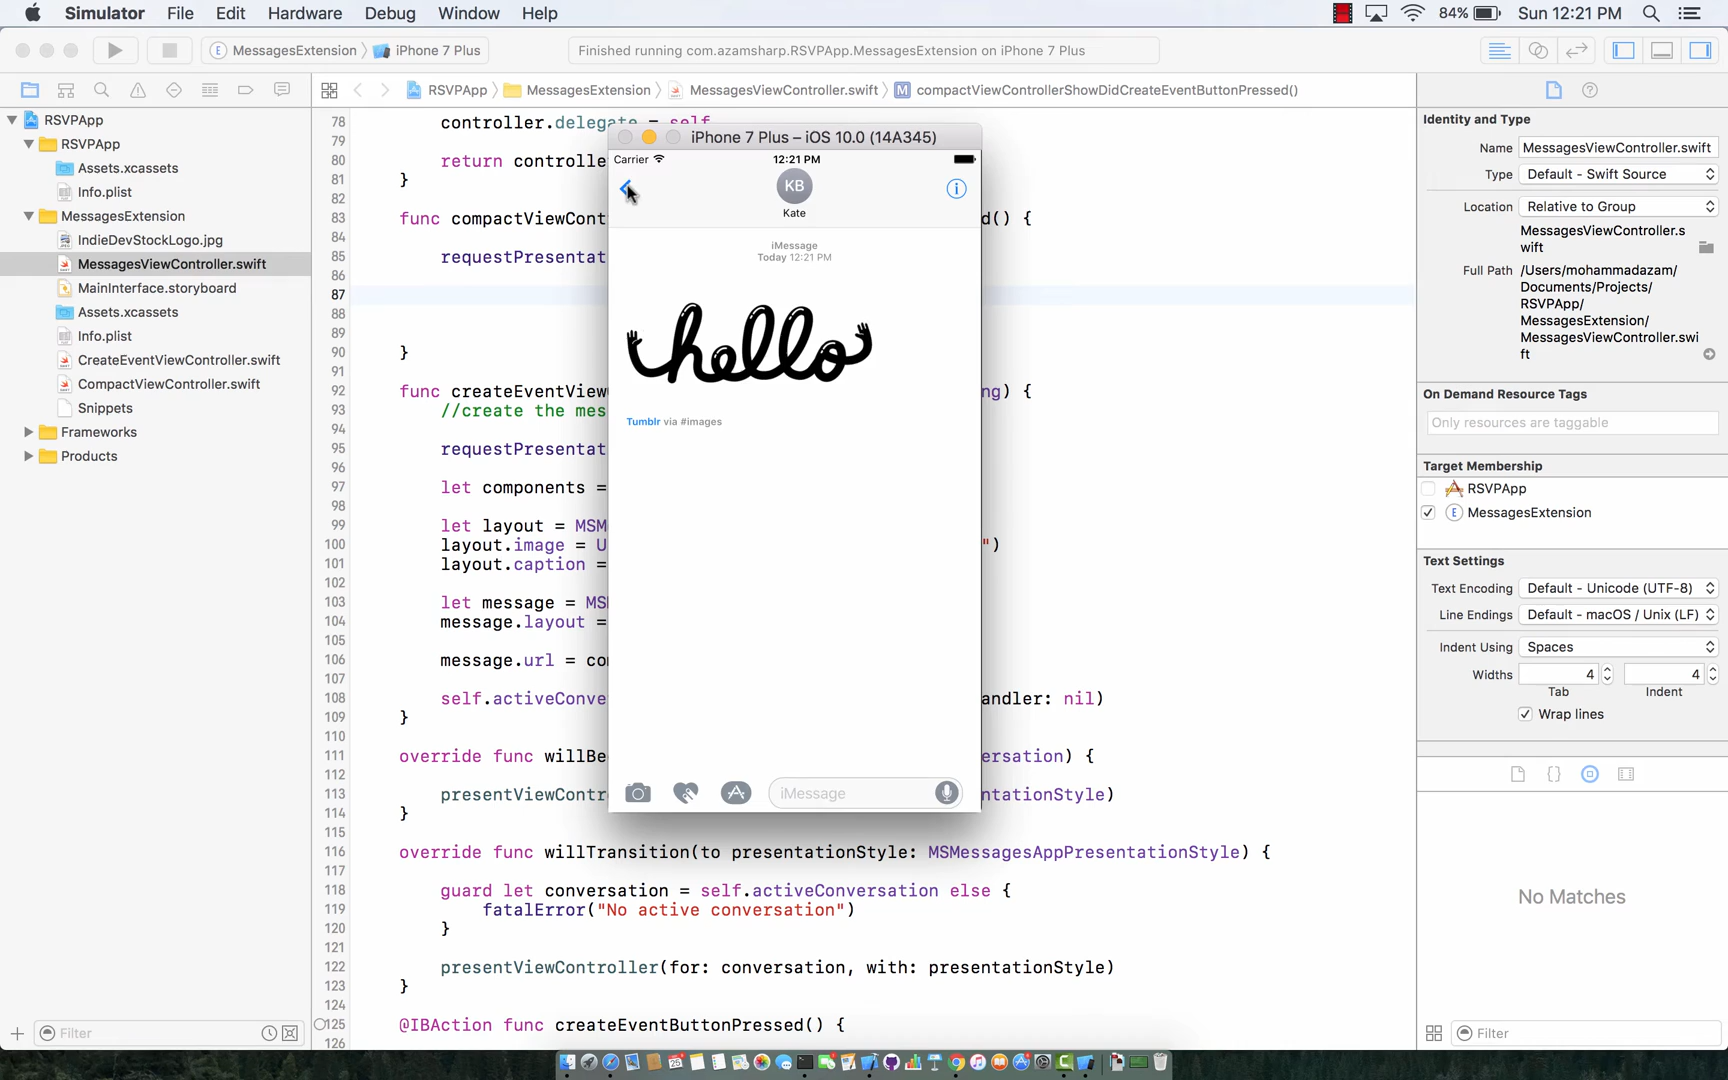 Simulator File Edit Hardware Debug Window Help 84% Sun 12:21 PM
MessagesExtension iPhone 7 Plus Finished running com.azamsharp.RSVPApp.MessagesExtension on iPhone 7 Plus
RSVPApp MessagesExtension MessagesViewController.swift M compactViewControllerShowDidCreateEventButtonPressed()
RSVPApp
RSVPApp
Assets.xcassets
Info.plist
MessagesExtension
IndieDevStockLogo.jpg
MessagesViewController.swift
MainInterface.storyboard
Assets.xcassets
Info.plist
CreateEventViewController.swift
CompactViewController.swift
Snippets
Frameworks
Products
Filter
78 controller.delegate = self
79
80 return controller
81 }
82
83 func compactViewCont d() {
84
85 requestPresentat
86
87
88
89
90 }
91
92 func createEventView ng) {
93 //create the mes
94
95 requestPresentat
96
97 let components =
98
99 let layout = MSM
100 layout.image = U ")
101 layout.caption =
102
103 let message = MS
104 message.layout =
105
106 message.url = co
107
108 self.activeConve andler: nil)
109 }
110
111 override func willBe ersation) {
112
113 presentViewContr ntationStyle)
114 }
115
116 override func willTransition(to presentationStyle: MSMessagesAppPresentationStyle) {
117
118 guard let conversation = self.activeConversation else {
119 fatalError("No active conversation")
120 }
121
122 presentViewController(for: conversation, with: presentationStyle)
123 }
124
125 @IBAction func createEventButtonPressed() {
126
iPhone 7 Plus – iOS 10.0 (14A345)
Carrier 12:21 PM
KB
Kate
iMessage
Today 12:21 PM
hello
Tumblr via #images
iMessage
Identity and Type
Name MessagesViewController.swift
Type Default - Swift Source
Location Relative to Group
MessagesViewController.s
wift
Full Path /Users/mohammadazam/
Documents/Projects/
RSVPApp/
MessagesExtension/
MessagesViewController.swi
ft
On Demand Resource Tags
Only resources are taggable
Target Membership
RSVPApp
E MessagesExtension
Text Settings
Text Encoding Default - Unicode (UTF-8)
Line Endings Default - macOS / Unix (LF)
Indent Using Spaces
Widths 4 4
Tab Indent
Wrap lines
No Matches
Filter